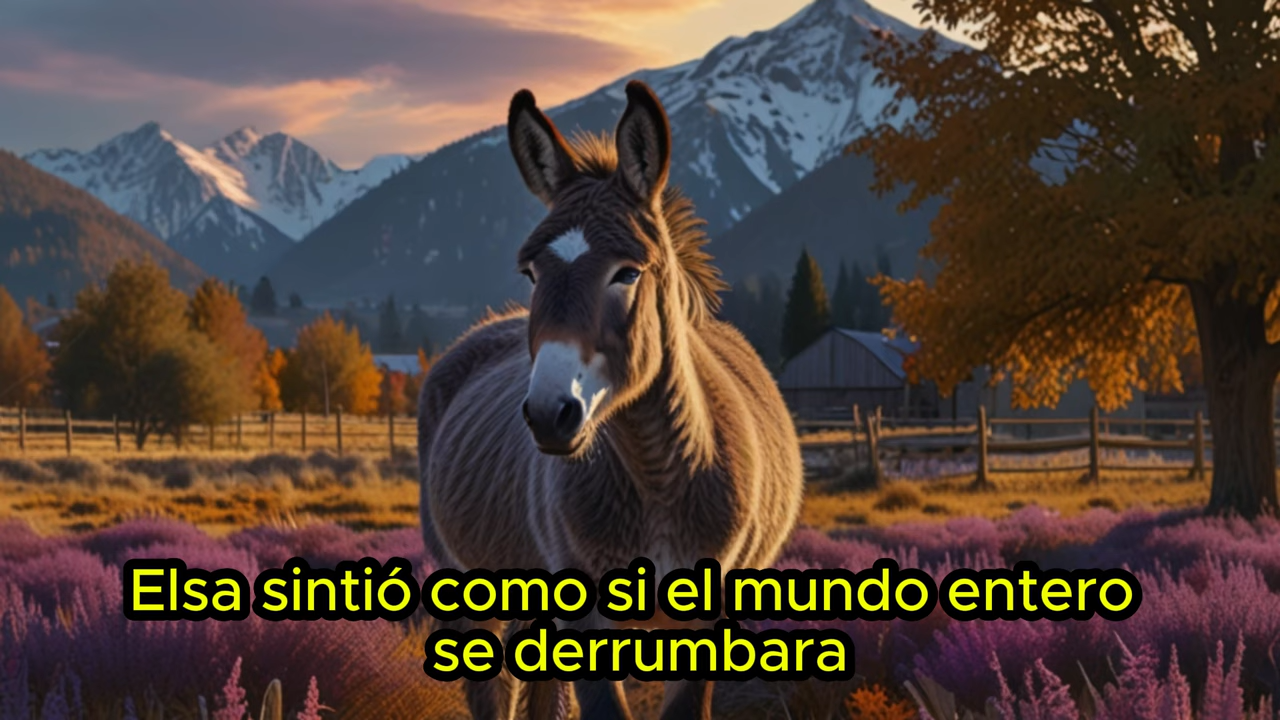 Elsa sintió como si el mundo entero
se derrumbara